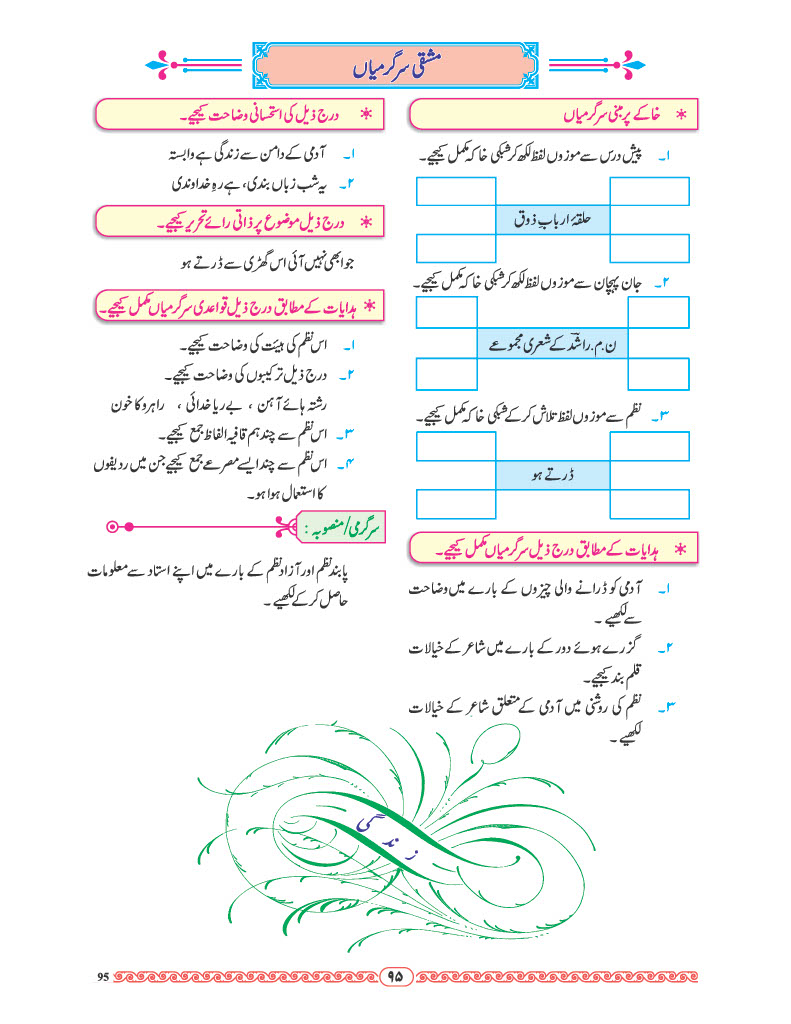 مشقی سرگرمیاں
* خاکے پر مبنی سرگرمیاں
۱۔ پیش درس سے موزوں لفظ لکھ کر شبکی خاکہ مکمل کیجیے۔
حلقۂ اربابِ ذوق
۲۔ جان پہچان سے موزوں لفظ لکھ کر شبکی خاکہ مکمل کیجیے۔
ن.م.راشدؔ کے شعری مجموعے
۳۔ نظم سے موزوں لفظ تلاش کر کے شبکی خاکہ مکمل کیجیے۔
ڈرتے ہو
* ہدایات کے مطابق درج ذیل سرگرمیاں مکمل کیجیے۔
۱۔ آدمی کو ڈرانے والی چیزوں کے بارے میں وضاحت
سے لکھیے۔
۲۔ گزرے ہوئے دور کے بارے میں شاعر کے خیالات
قلم بند کیجیے۔
۳۔ نظم کی روشنی میں آدمی کے متعلق شاعر کے خیالات
لکھیے۔
* درج ذیل کی استحسانی وضاحت کیجیے۔
۱۔ آدمی کے دامن سے زندگی ہے وابستہ
۲۔ یہ شب زباں بندی، ہے رہِ خداوندی
* درج ذیل موضوع پر ذاتی رائے تحریر کیجیے۔
جو ابھی نہیں آئی اس گھڑی سے ڈرتے ہو
* ہدایات کے مطابق درج ذیل قواعدی سرگرمیاں مکمل کیجیے۔
۱۔ اس نظم کی ہیئت کی وضاحت کیجیے۔
۲۔ درج ذیل ترکیبوں کی وضاحت کیجیے۔
رشتہ ہائے آہن ، بے ریا خدائی ، راہرو کا خون
۳۔ اس نظم سے چند ہم قافیہ الفاظ جمع کیجیے۔
۴۔ اس نظم سے چند ایسے مصرعے جمع کیجیے جن میں ردیفوں
کا استعمال ہوا ہو۔
سرگرمی/منصوبہ :
پابند نظم اور آزاد نظم کے بارے میں اپنے استاد سے معلومات
حاصل کر کے لکھیے۔
زندگی
95
۹۵